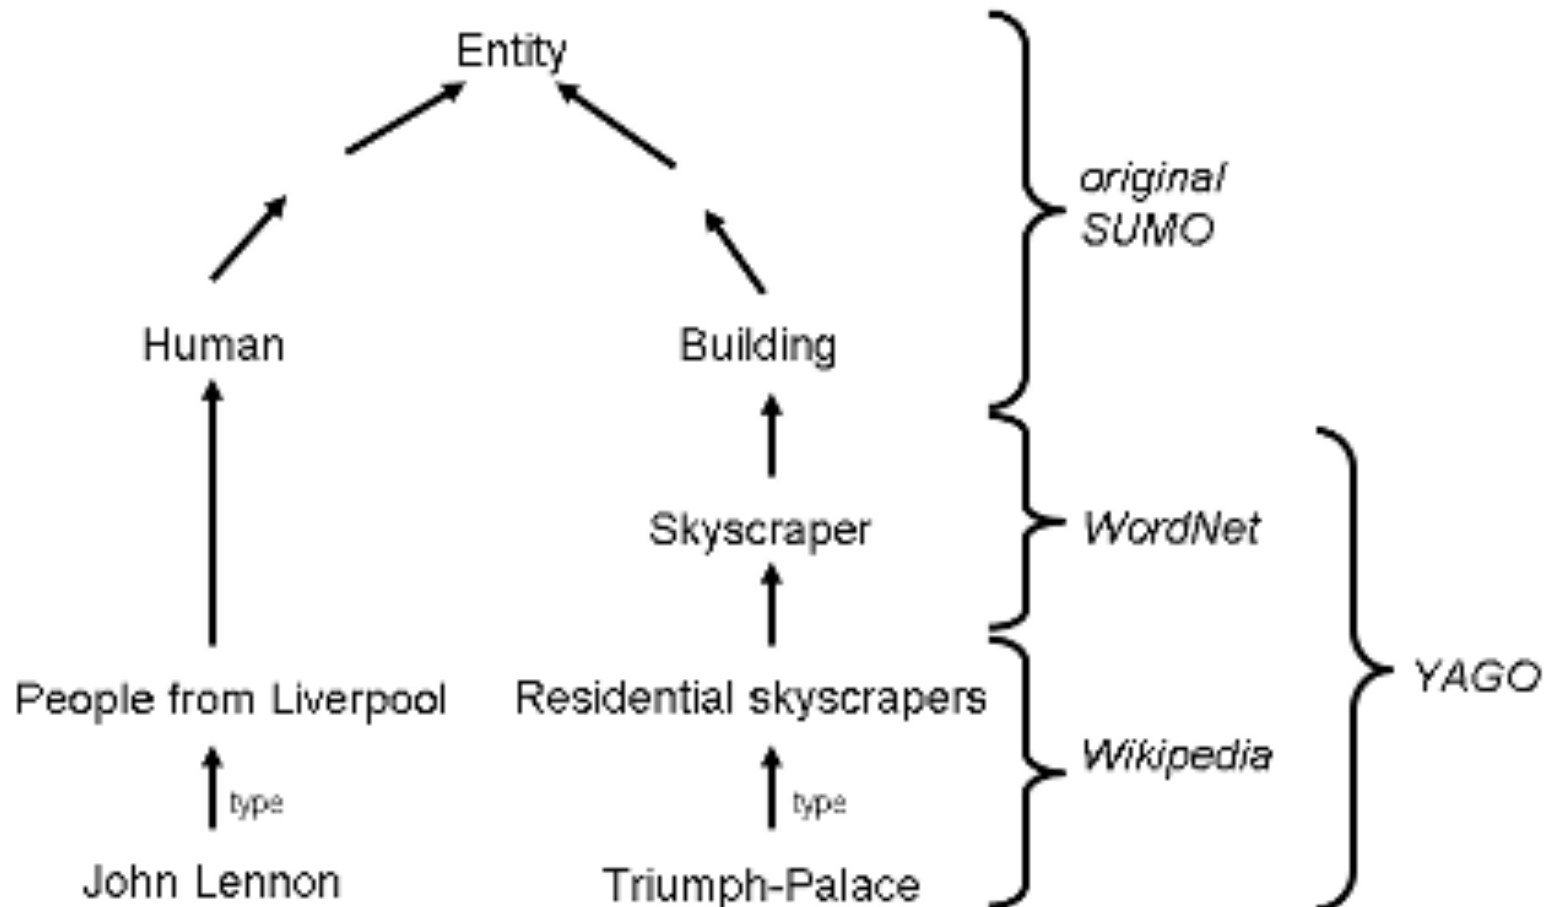 Entity
original
SUMO
Human
Building
Skyscraper
WordNet
YAGO
People from Liverpool
Residential skyscrapers
Wikipedia
type
type
John Lennon
Triumph-Palace